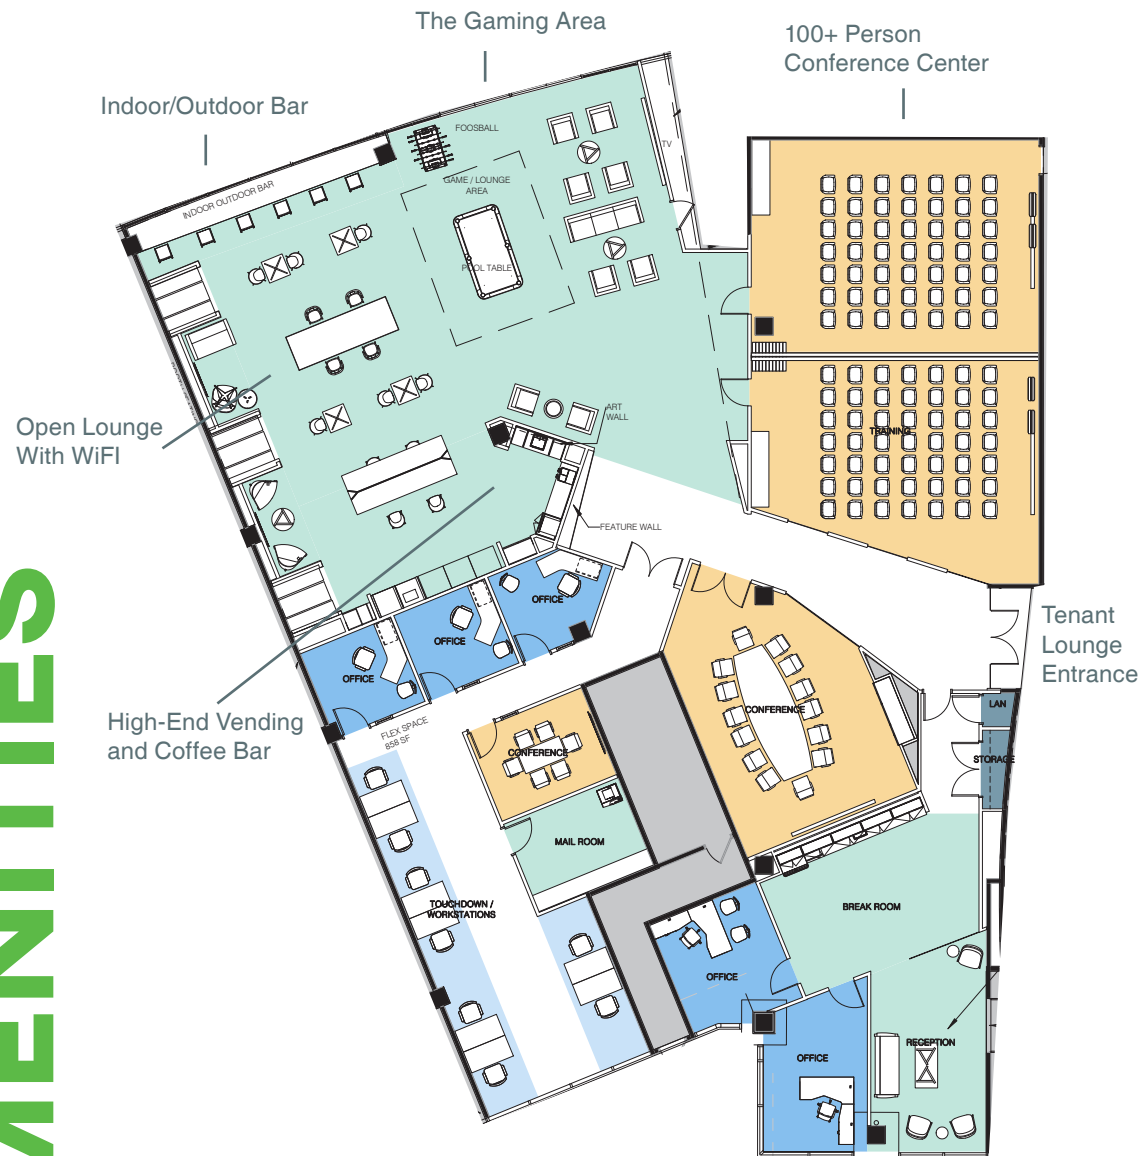 The Gaming Area
100+ Person
Conference Center
Indoor/Outdoor Bar
FOOSBALL
TV
GAME / LOUNGE
AREA
INDOOR OUTDOOR BAR
POOL TABLE
ART
WALL
TRAINING
Open Lounge
With WiFI
FEATURE WALL
OFFICE
OFFICE
OFFICE
Tenant
Lounge
Entrance
High-End Vending
and Coffee Bar
FLEX SPACE
858 SF
CONFERENCE
CONFERENCE
LAN
STORAGE
MAIL ROOM
TOUCHDOWN /
WORKSTATIONS
BREAK ROOM
OFFICE
RECEPTION
OFFICE
MENITIES